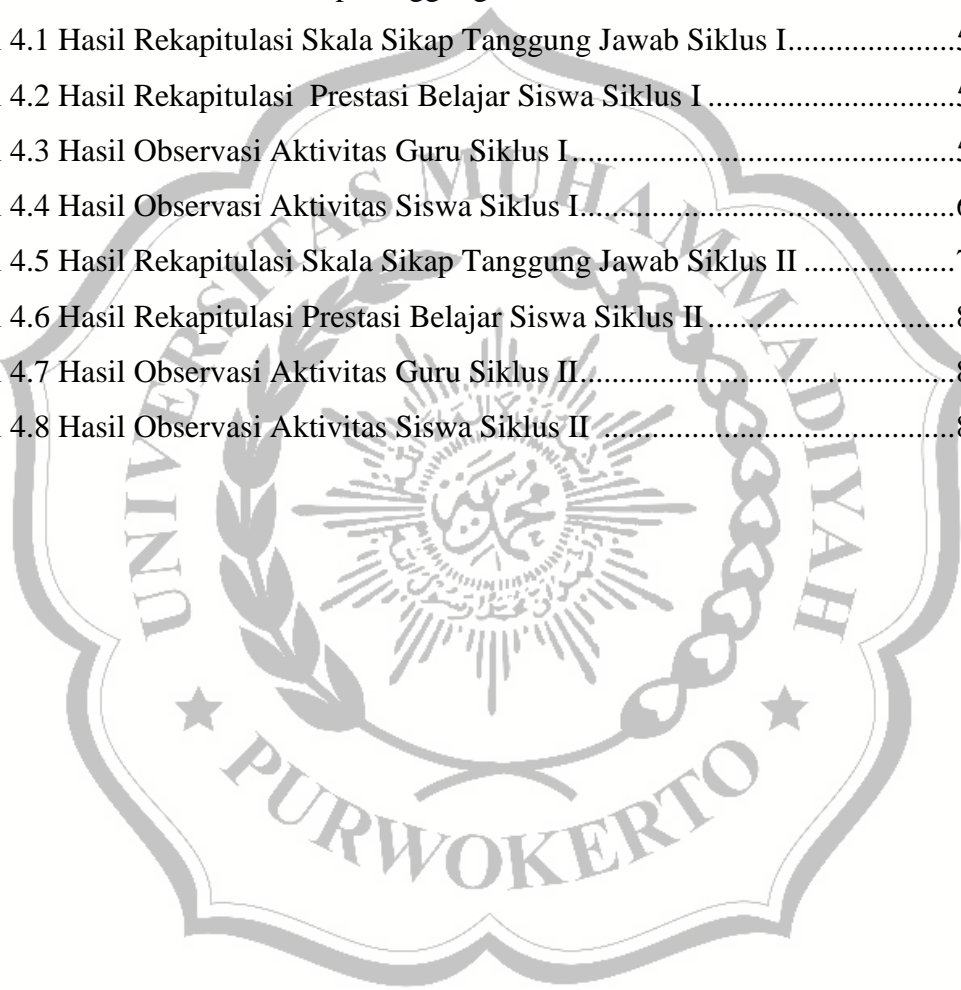 4.1 Hasil Rekapitulasi Skala Sikap Tanggung Jawab Siklus I......................
4.2 Hasil Rekapitulasi  Prestasi Belajar Siswa Siklus I................................
4.3 Hasil Observasi Aktivitas Guru Siklus I.................................................
4.4 Hasil Observasi Aktivitas Siswa Siklus I................................................
4.5 Hasil Rekapitulasi Skala Sikap Tanggung Jawab Siklus II ...................
4.6 Hasil Rekapitulasi Prestasi Belajar Siswa Siklus II................................
4.7 Hasil Observasi Aktivitas Guru Siklus II................................................
4.8 Hasil Observasi Aktivitas Siswa Siklus II .............................................
UNIVERSITAS MUHAMMADIYAH
PURWOKERTO